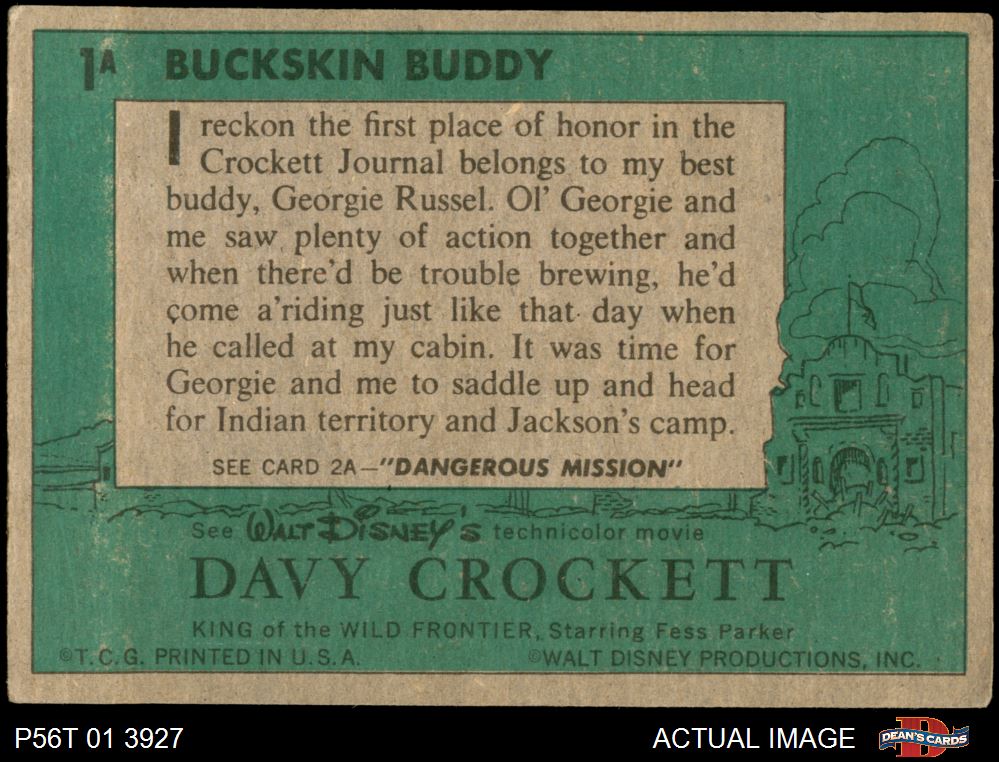 1A BUCKSKIN BUDDY
I reckon the first place of honor in the
Crockett Journal belongs to my best
buddy, Georgie Russel. Ol' Georgie and
me saw plenty of action together and
when there'd be trouble brewing, he'd
come a'riding just like that day when
he called at my cabin. It was time for
Georgie and me to saddle up and head
for Indian territory and Jackson's camp.
SEE CARD 2A—"DANGEROUS MISSION"
See WALT DISNEY'S technicolor movie
DAVY CROCKETT
KING of the WILD FRONTIER, Starring Fess Parker
©T.C.G. PRINTED IN U.S.A. ©WALT DISNEY PRODUCTIONS, INC.
P56T 01 3927 ACTUAL IMAGE D DEAN'S CARDS